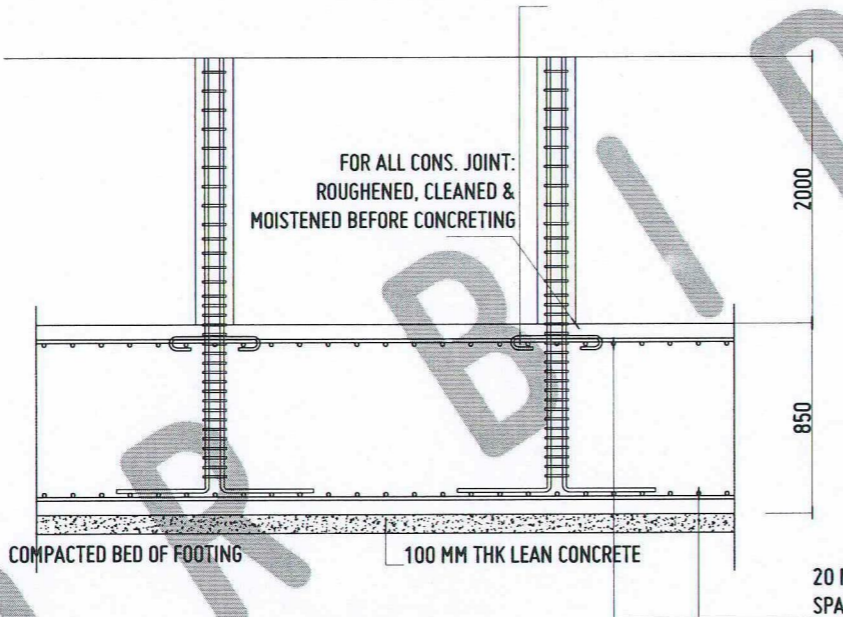 FOR ALL CONS. JOINT:
ROUGHENED, CLEANED &
MOISTENED BEFORE CONCRETING
2000
850
COMPACTED BED OF FOOTING
100 MM THK LEAN CONCRETE
20